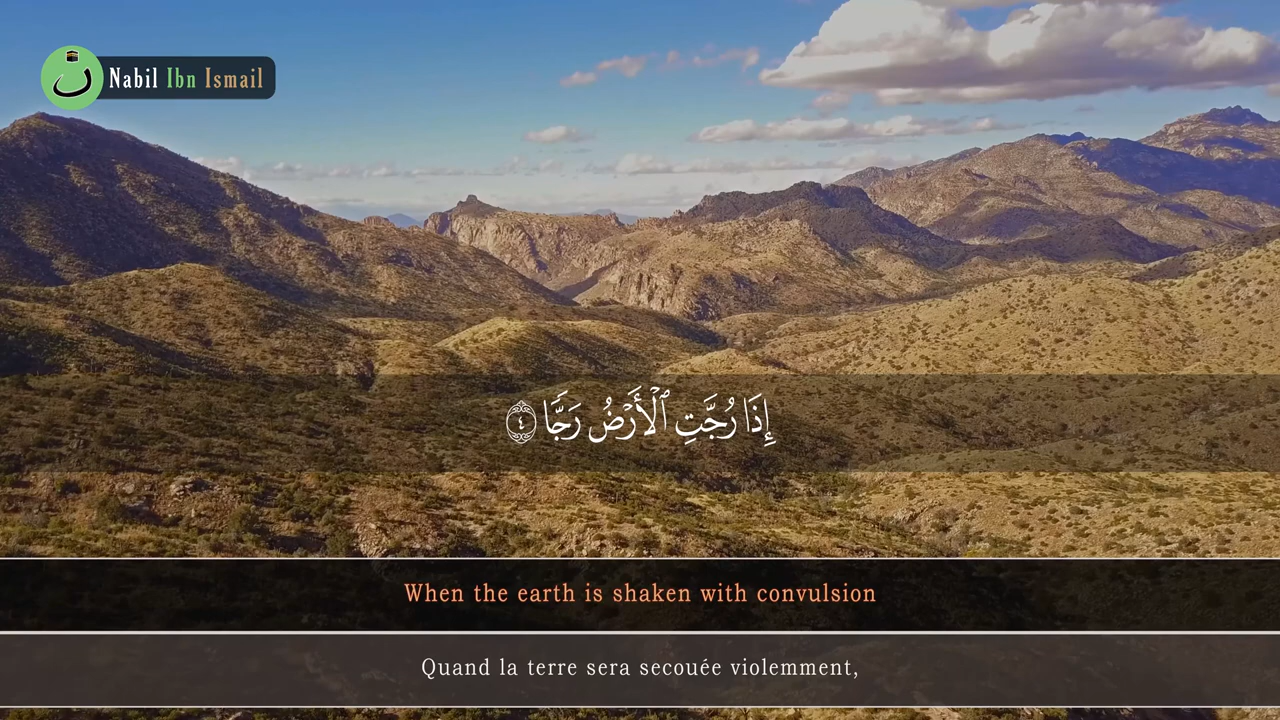 Nabil Ibn Ismail
إِذَا رُجَّتِ ٱلۡأَرۡضُ رَجّٗا ٤
When the earth is shaken with convulsion
Quand la terre sera secouée violemment,